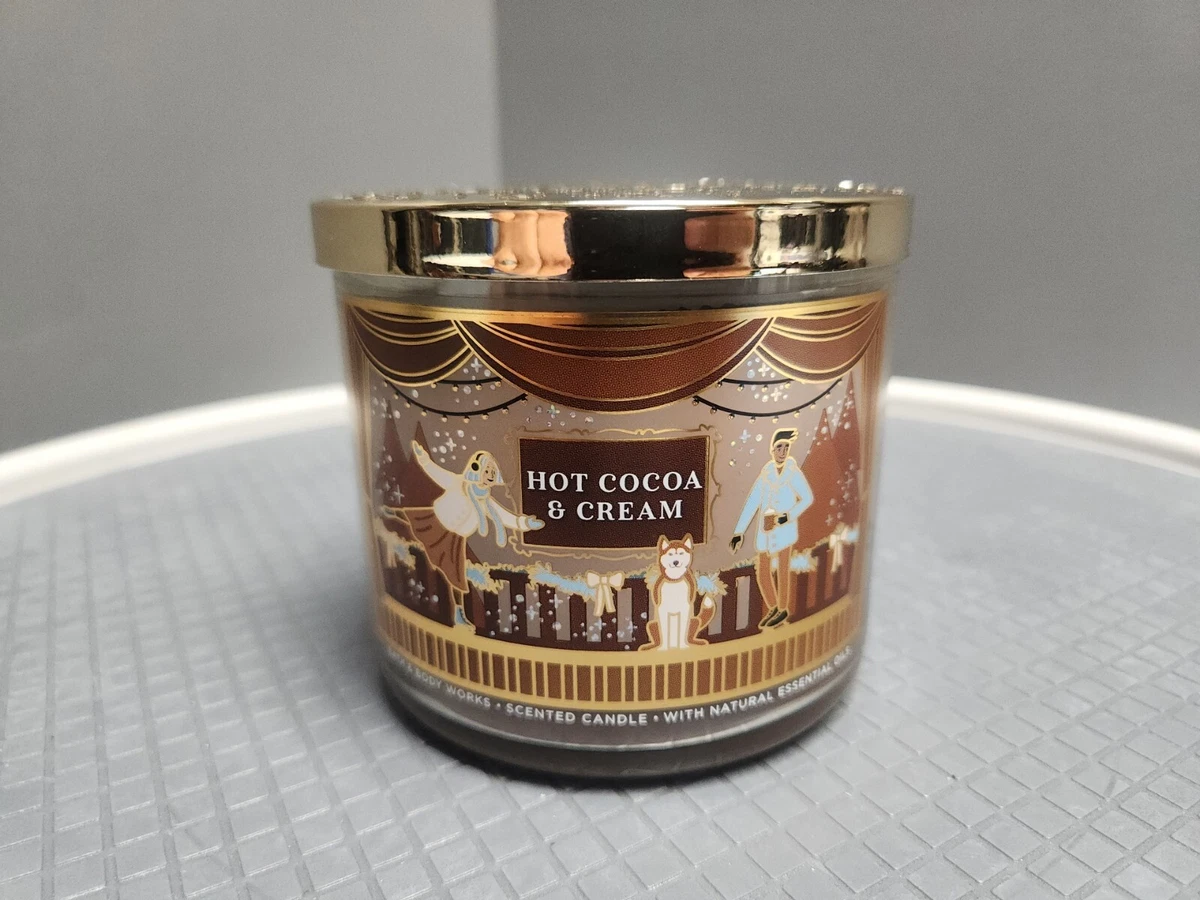 HOT COCOA
& CREAM
BODY WORKS • SCENTED CANDLE • WITH NATURAL ESSENTIAL OILS